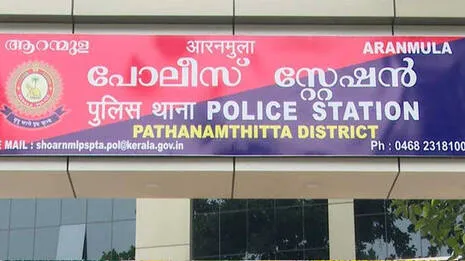 ആറന്മുള आरनमुला ARANMULA
പോലീസ് സ്റ്റേഷൻ
पुलिस थाना POLICE STATION
PATHANAMTHITTA DISTRICT
E MAIL : shoarnmlpspta.pol@kerala.gov.in Ph : 0468 2318100